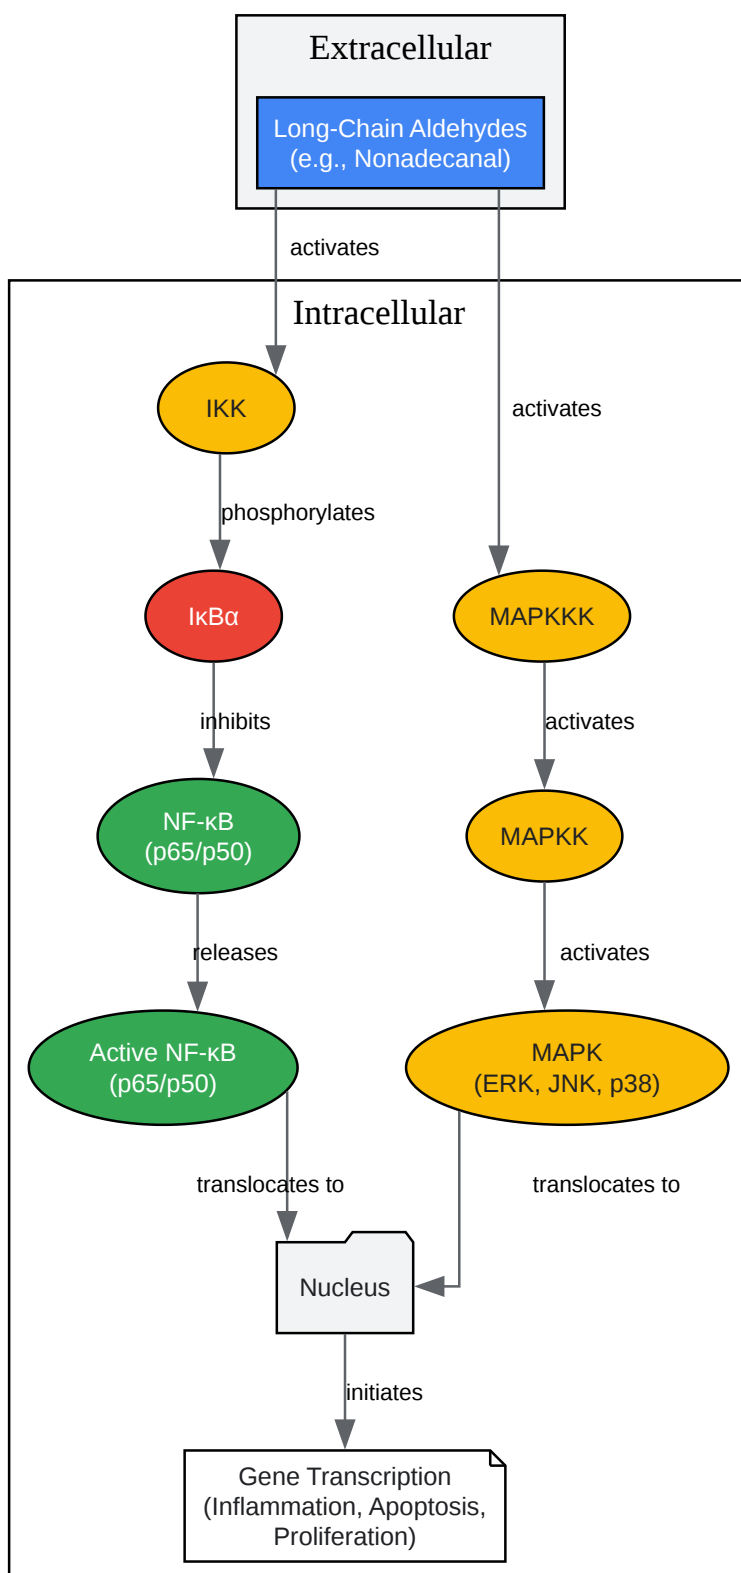 Extracellular
Long-Chain Aldehydes
(e.g., Nonadecanal)
activates
Intracellular
IKK
activates
phosphorylates
IκBα
MAPKKK
inhibits
activates
NF-κB
(p65/p50)
MAPKK
releases
activates
Active NF-κB
(p65/p50)
MAPK
(ERK, JNK, p38)
translocates to
translocates to
Nucleus
initiates
Gene Transcription
(Inflammation, Apoptosis,
Proliferation)